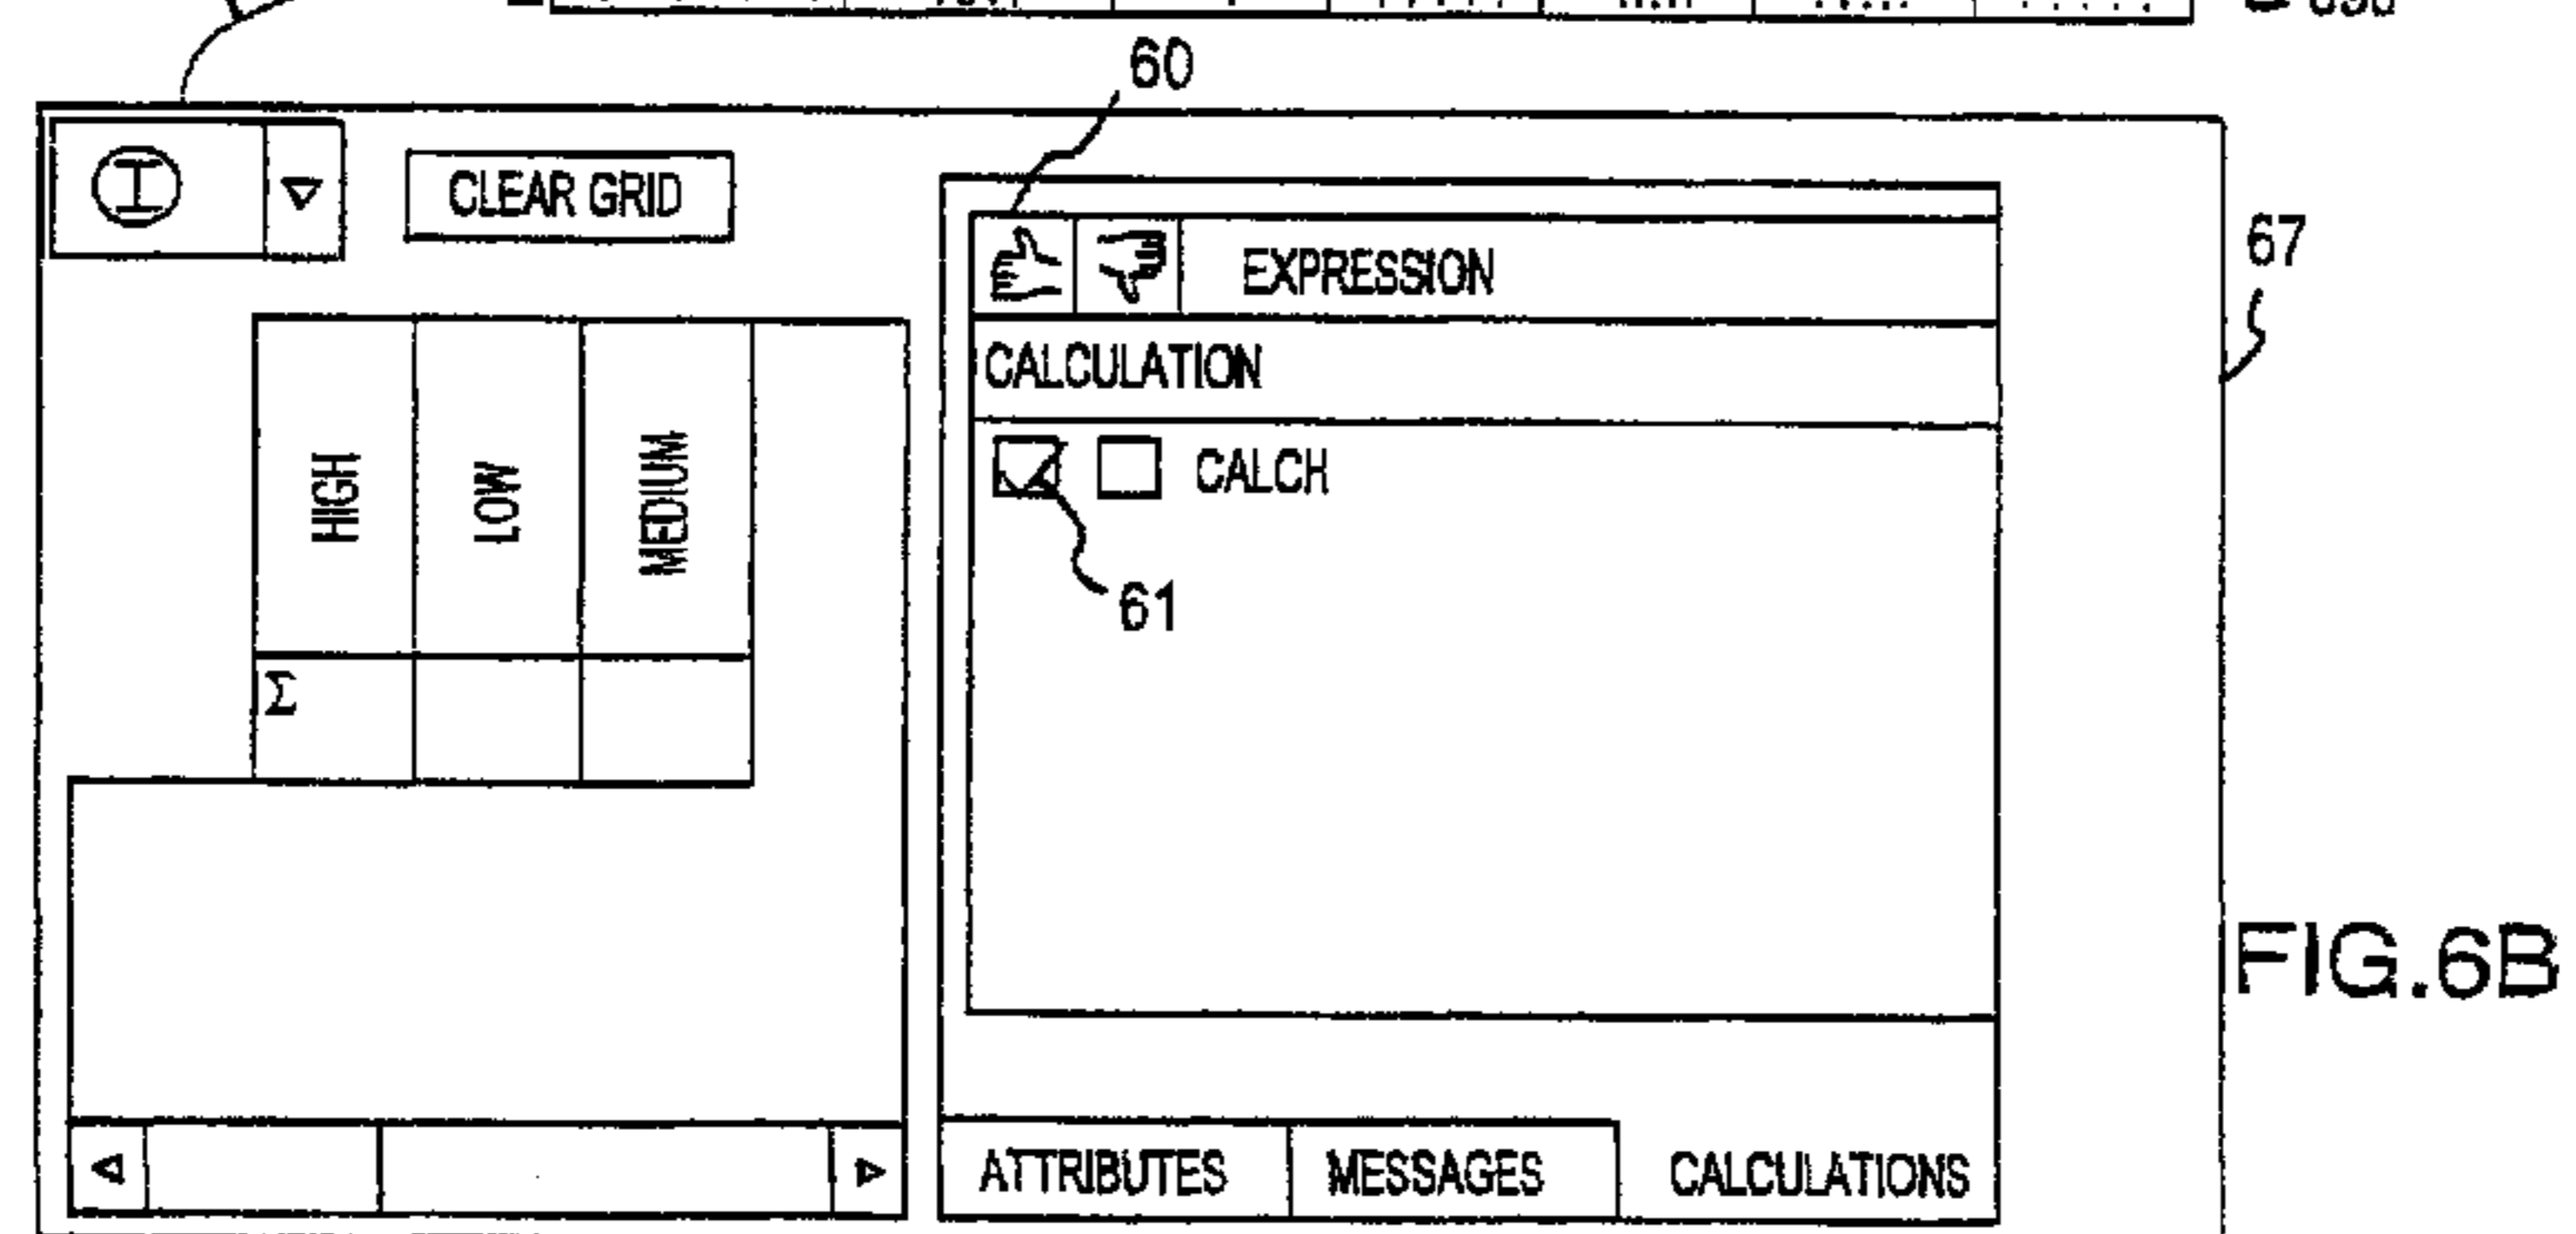 60
CLEAR GRID
67
EXPRESSION
CALCULATION
HIGH
LOW
MEDIUM
CALCH
61
Σ
FIG.6B
ATTRIBUTES
MESSAGES
CALCULATIONS